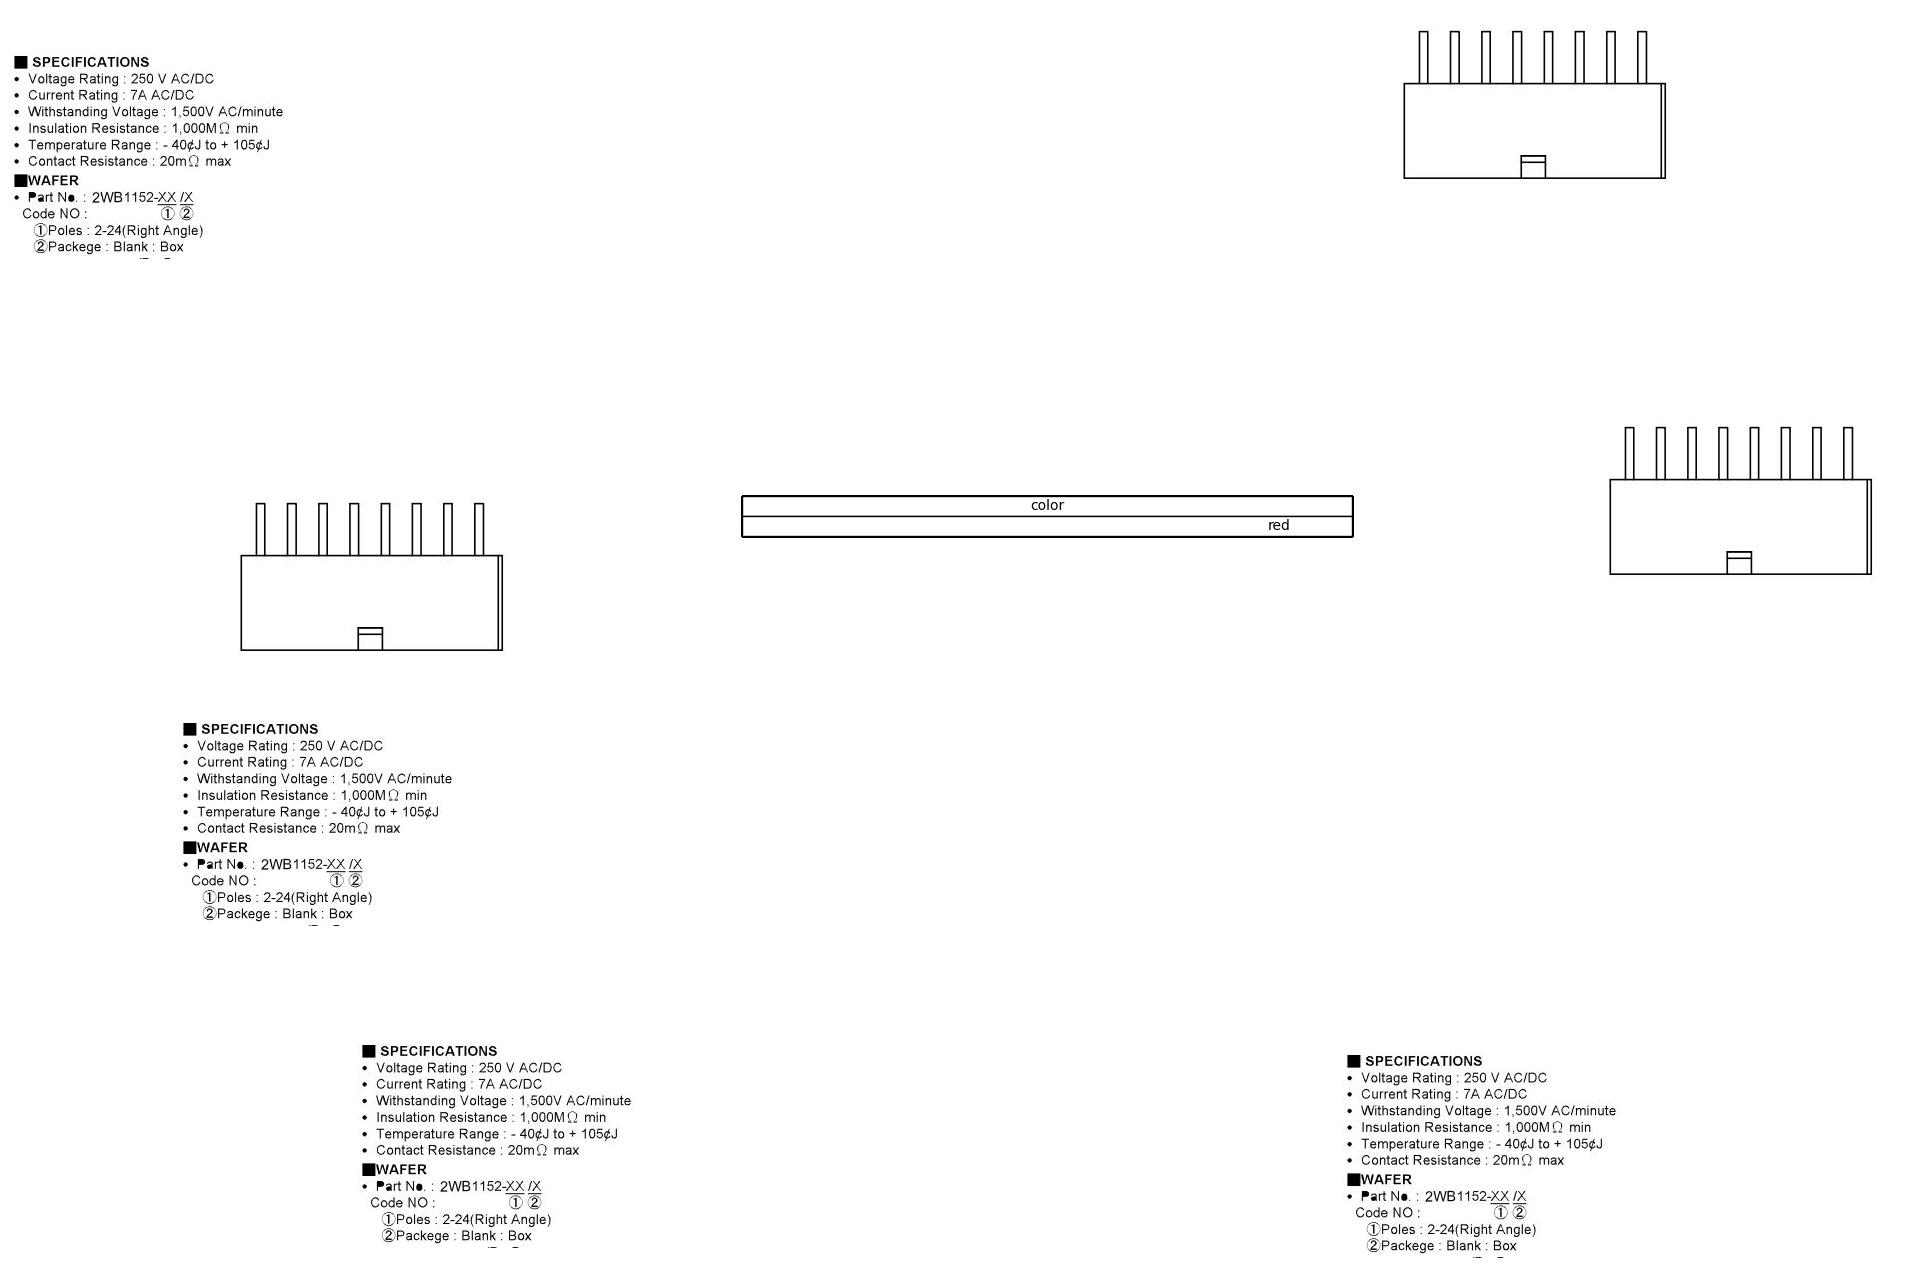 ■ SPECIFICATIONS
• Voltage Rating : 250 V AC/DC
• Current Rating : 7A AC/DC
• Withstanding Voltage : 1,500V AC/minute
• Insulation Resistance : 1,000MΩ min
• Temperature Range : - 40¢J to + 105¢J
• Contact Resistance : 20mΩ max
■WAFER
• Part No. : 2WB1152-XX /X
Code NO : ① ②
①Poles : 2-24(Right Angle)
②Packege : Blank : Box
color
red
■ SPECIFICATIONS
• Voltage Rating : 250 V AC/DC
• Current Rating : 7A AC/DC
• Withstanding Voltage : 1,500V AC/minute
• Insulation Resistance : 1,000MΩ min
• Temperature Range : - 40¢J to + 105¢J
• Contact Resistance : 20mΩ max
■WAFER
• Part No. : 2WB1152-XX /X
Code NO : ① ②
①Poles : 2-24(Right Angle)
②Packege : Blank : Box
■ SPECIFICATIONS
• Voltage Rating : 250 V AC/DC
• Current Rating : 7A AC/DC
• Withstanding Voltage : 1,500V AC/minute
• Insulation Resistance : 1,000MΩ min
• Temperature Range : - 40¢J to + 105¢J
• Contact Resistance : 20mΩ max
■WAFER
• Part No. : 2WB1152-XX /X
Code NO : ① ②
①Poles : 2-24(Right Angle)
②Packege : Blank : Box
■ SPECIFICATIONS
• Voltage Rating : 250 V AC/DC
• Current Rating : 7A AC/DC
• Withstanding Voltage : 1,500V AC/minute
• Insulation Resistance : 1,000MΩ min
• Temperature Range : - 40¢J to + 105¢J
• Contact Resistance : 20mΩ max
■WAFER
• Part No. : 2WB1152-XX /X
Code NO : ① ②
①Poles : 2-24(Right Angle)
②Packege : Blank : Box